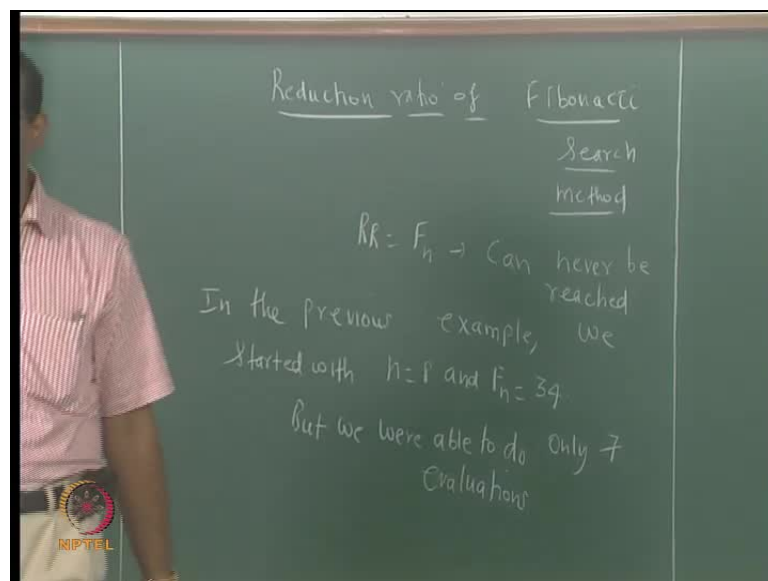 Reduction ratio of Fibonacci
Search
Method
RR = Fn → Can never be
reached
In the previous example, we
started with n=8 and Fn = 34.
But we were able to do only 7
evaluations
NPTEL